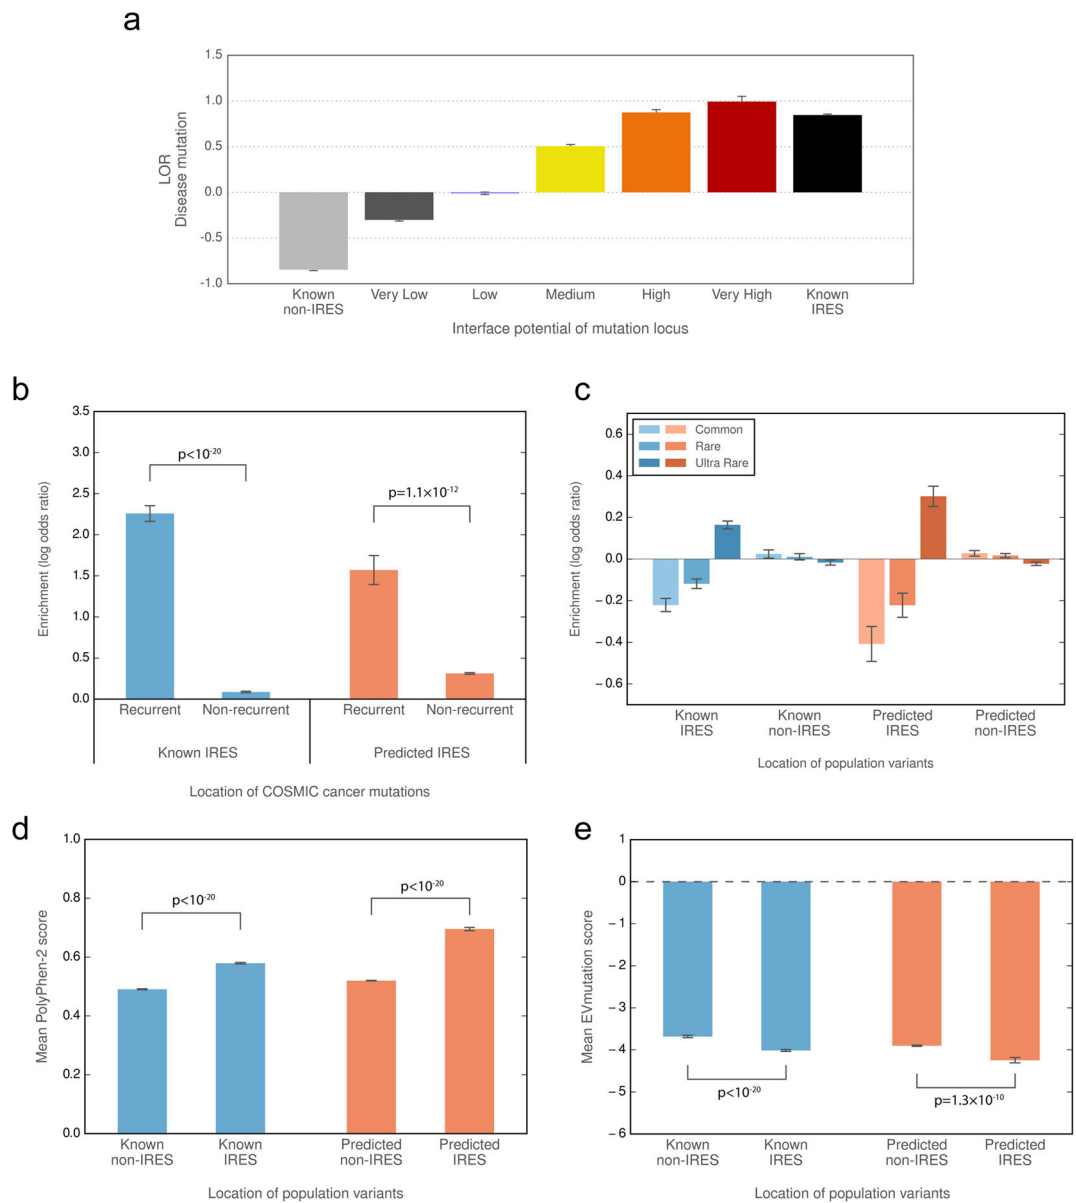 a
1.5
1.0
0.5
0.0
-0.5
-1.0
LOR
Disease mutation
Known
non-IRES
Very Low
Low
Medium
High
Very High
Known
IRES
Interface potential of mutation locus
b
3.5
3.0
2.5
2.0
1.5
1.0
0.5
0.0
Enrichment (log odds ratio)
p<10⁻²⁰
p=1.1×10⁻¹²
Recurrent
Non-recurrent
Recurrent
Non-recurrent
Known IRES
Predicted IRES
Location of COSMIC cancer mutations
c
0.6
0.4
0.2
0.0
−0.2
−0.4
−0.6
Enrichment (log odds ratio)
Common
Rare
Ultra Rare
Known
IRES
Known
non-IRES
Predicted
IRES
Predicted
non-IRES
Location of population variants
d
1.0
0.8
0.6
0.4
0.2
0.0
Mean PolyPhen-2 score
p<10⁻²⁰
p<10⁻²⁰
Known
non-IRES
Known
IRES
Predicted
non-IRES
Predicted
IRES
Location of population variants
e
1
0
−1
−2
−3
−4
−5
−6
Mean EVmutation score
p<10⁻²⁰
p=1.3×10⁻¹⁰
Known
non-IRES
Known
IRES
Predicted
non-IRES
Predicted
IRES
Location of population variants